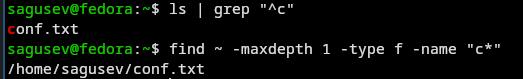 sagusev@fedora:~$ ls | grep "^c"
conf.txt
sagusev@fedora:~$ find ~ -maxdepth 1 -type f -name "c*"
/home/sagusev/conf.txt